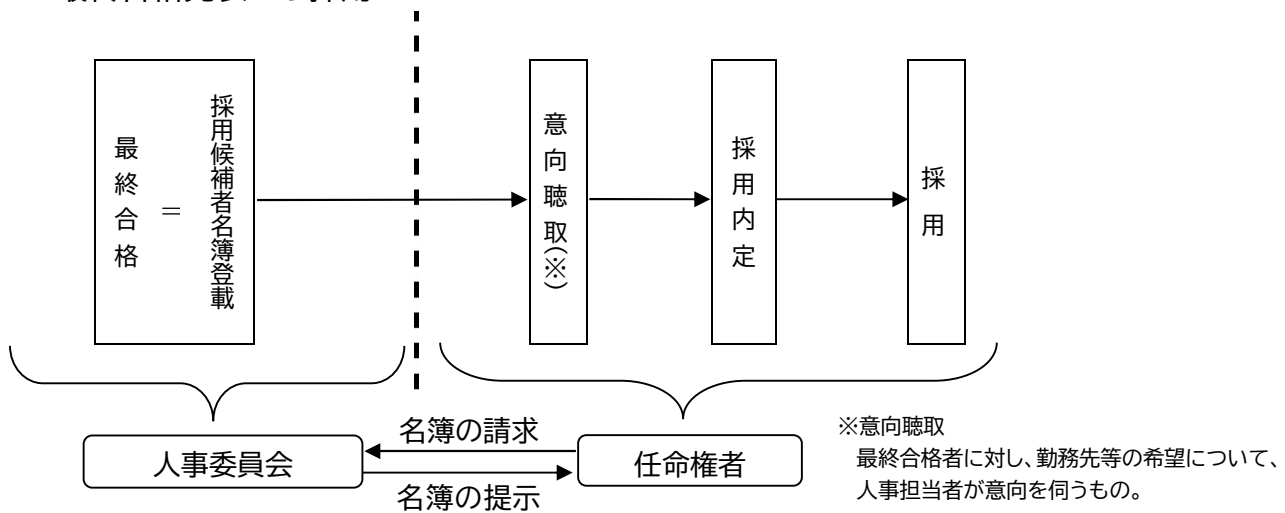 最終合格
＝
採用候補者名簿登載
意向聴取(※)
採用内定
採用
人事委員会
名簿の請求
名簿の提示
任命権者
※意向聴取
最終合格者に対し、勤務先等の希望について、
人事担当者が意向を伺うもの。